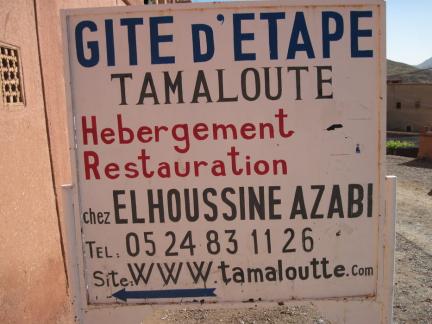 GITE D'ETAPE
TAMALOUTE
Hebergement
Restauration
chez ELHOUSSINE AZABI
TEL: 05 24 83 11 26
Site: WWW tamaloutte.Com